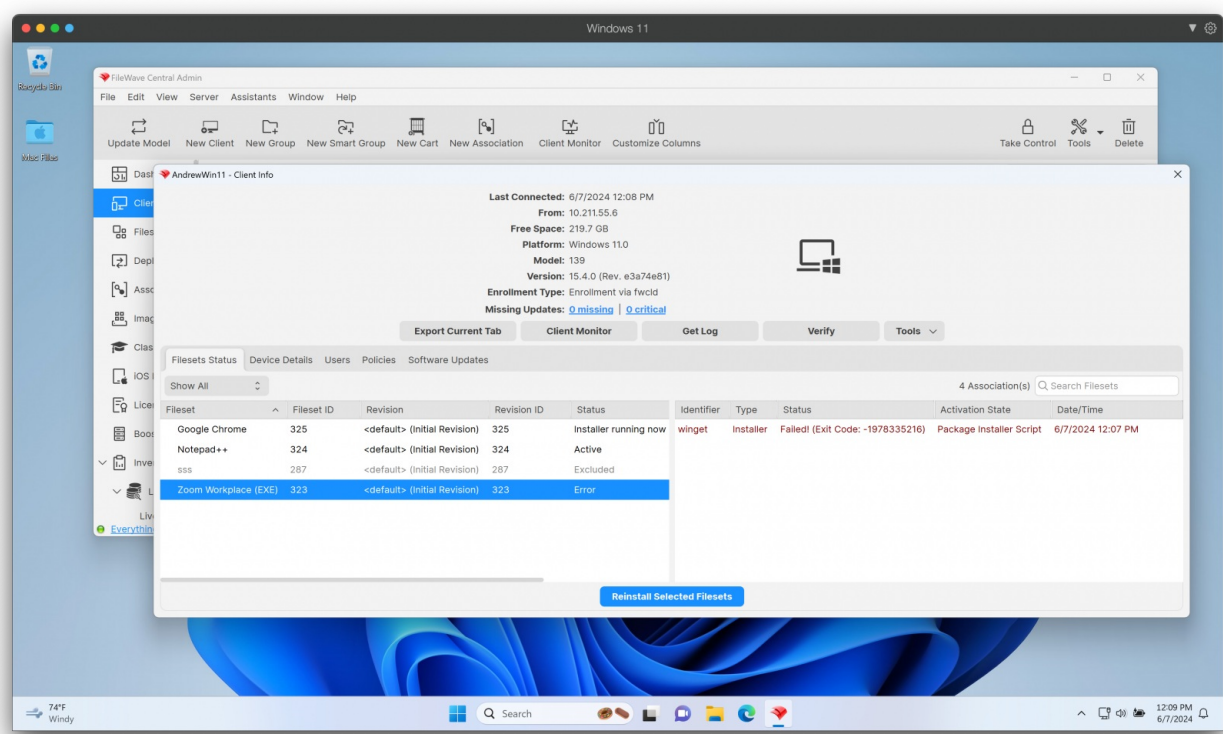 Windows 11
Recycle Bin
Mac Files
FileWave Central Admin
File Edit View Server Assistants Window Help
Update Model New Client New Group New Smart Group New Cart New Association Client Monitor Customize Columns Take Control Tools Delete
AndrewWin11 - Client Info
Last Connected: 6/7/2024 12:08 PM
From: 10.211.55.6
Free Space: 219.7 GB
Platform: Windows 11.0
Model: 139
Version: 15.4.0 (Rev. e3a74e81)
Enrollment Type: Enrollment via fwcld
Missing Updates: 0 missing | 0 critical
Export Current Tab Client Monitor Get Log Verify Tools
Filesets Status Device Details Users Policies Software Updates
Show All 4 Association(s) Search Filesets
Fileset Fileset ID Revision Revision ID Status Identifier Type Status Activation State Date/Time
Google Chrome 325 <default> (Initial Revision) 325 Installer running now winget Installer Failed! (Exit Code: -1978335216) Package Installer Script 6/7/2024 12:07 PM
Notepad++ 324 <default> (Initial Revision) 324 Active
sss 287 <default> (Initial Revision) 287 Excluded
Zoom Workplace (EXE) 323 <default> (Initial Revision) 323 Error
Reinstall Selected Filesets
Das
Clie
Files
Depl
Asso
Imag
Clas
iOS
Lice
Boos
Inve
L
Liv
Everythin
74°F
Windy
Search
12:09 PM
6/7/2024